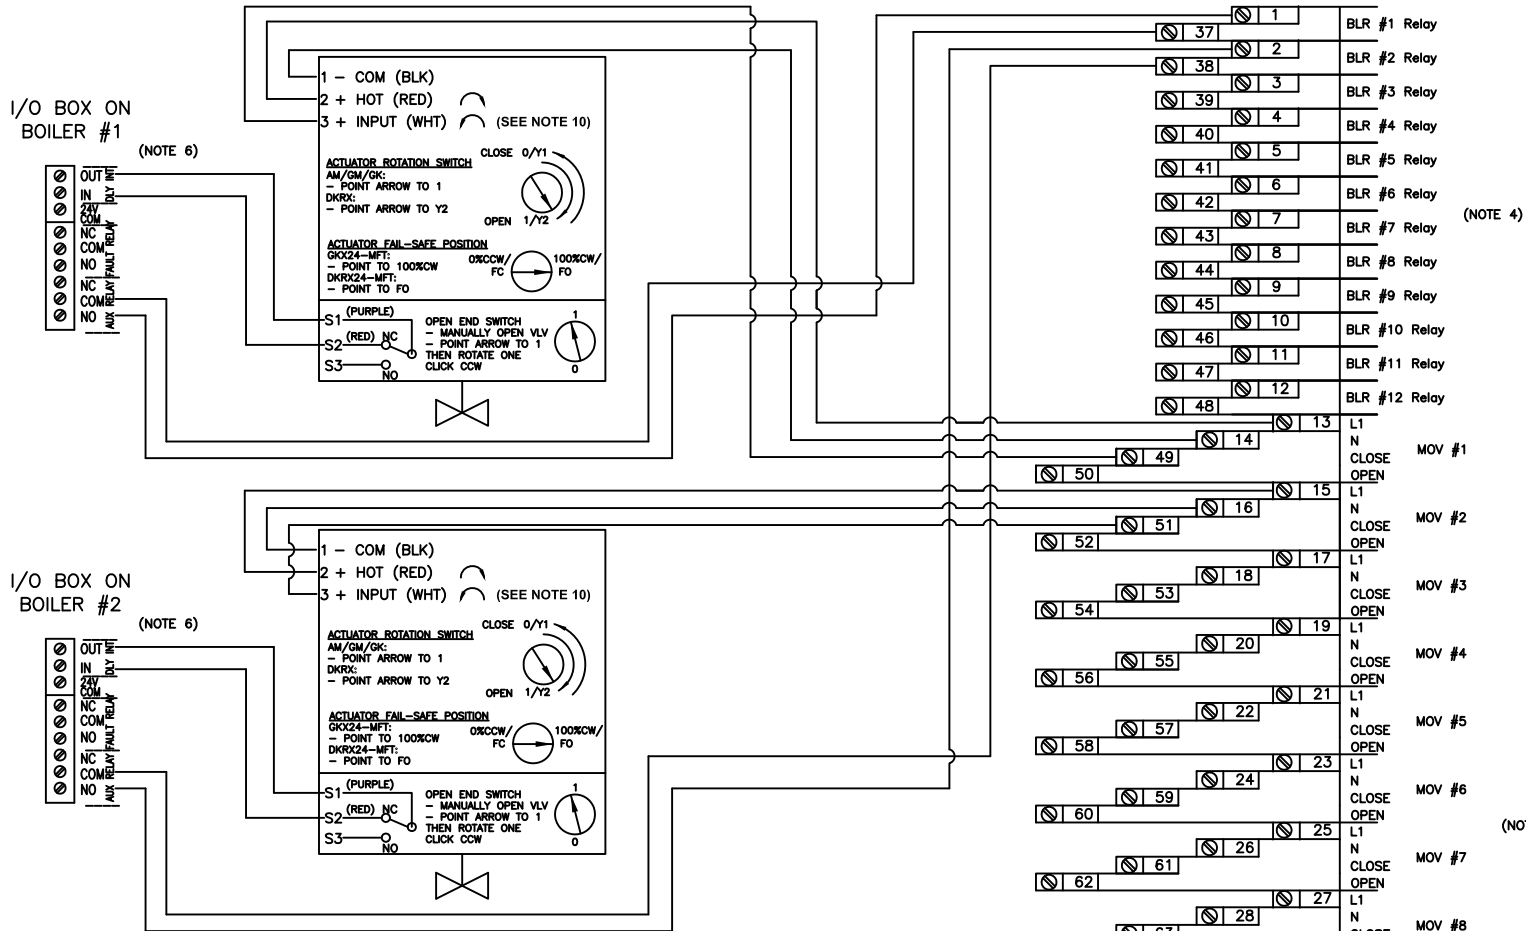 I/O BOX ON
BOILER #1
(NOTE 6)
OUT
IN
24V
COM
DLY INT
NC
COM
NO
FAULT RELAY
NC
COM
NO
AUX RELAY
1 - COM (BLK)
2 + HOT (RED)
3 + INPUT (WHT) (SEE NOTE 10)
ACTUATOR ROTATION SWITCH
AM/GM/GK:
- POINT ARROW TO 1
DKRX:
- POINT ARROW TO Y2
CLOSE 0/Y1
OPEN 1/Y2
ACTUATOR FAIL-SAFE POSITION
GKX24-MFT:
- POINT TO 100%CW
DKRX24-MFT:
- POINT TO FO
0%CCW/
FC
100%CW/
FO
S1 (PURPLE)
S2 (RED) NC
S3
NO
OPEN END SWITCH
- MANUALLY OPEN VLV
- POINT ARROW TO 1
THEN ROTATE ONE
CLICK CCW
1
0
I/O BOX ON
BOILER #2
(NOTE 6)
OUT
IN
24V
COM
DLY INT
NC
COM
NO
FAULT RELAY
NC
COM
NO
AUX RELAY
1 - COM (BLK)
2 + HOT (RED)
3 + INPUT (WHT) (SEE NOTE 10)
ACTUATOR ROTATION SWITCH
AM/GM/GK:
- POINT ARROW TO 1
DKRX:
- POINT ARROW TO Y2
CLOSE 0/Y1
OPEN 1/Y2
ACTUATOR FAIL-SAFE POSITION
GKX24-MFT:
- POINT TO 100%CW
DKRX24-MFT:
- POINT TO FO
0%CCW/
FC
100%CW/
FO
S1 (PURPLE)
S2 (RED) NC
S3
NO
OPEN END SWITCH
- MANUALLY OPEN VLV
- POINT ARROW TO 1
THEN ROTATE ONE
CLICK CCW
1
0
1
37
BLR #1 Relay
2
38
BLR #2 Relay
3
39
BLR #3 Relay
4
40
BLR #4 Relay
5
41
BLR #5 Relay
6
42
BLR #6 Relay
7
43
BLR #7 Relay
8
44
BLR #8 Relay
9
45
BLR #9 Relay
10
46
BLR #10 Relay
11
47
BLR #11 Relay
12
48
BLR #12 Relay
(NOTE 4)
13 L1
14 N
49 CLOSE
50 OPEN
MOV #1
15 L1
16 N
51 CLOSE
52 OPEN
MOV #2
17 L1
18 N
53 CLOSE
54 OPEN
MOV #3
19 L1
20 N
55 CLOSE
56 OPEN
MOV #4
21 L1
22 N
57 CLOSE
58 OPEN
MOV #5
23 L1
24 N
59 CLOSE
60 OPEN
MOV #6
25 L1
26 N
61 CLOSE
62 OPEN
MOV #7
27 L1
28 N
MOV #8